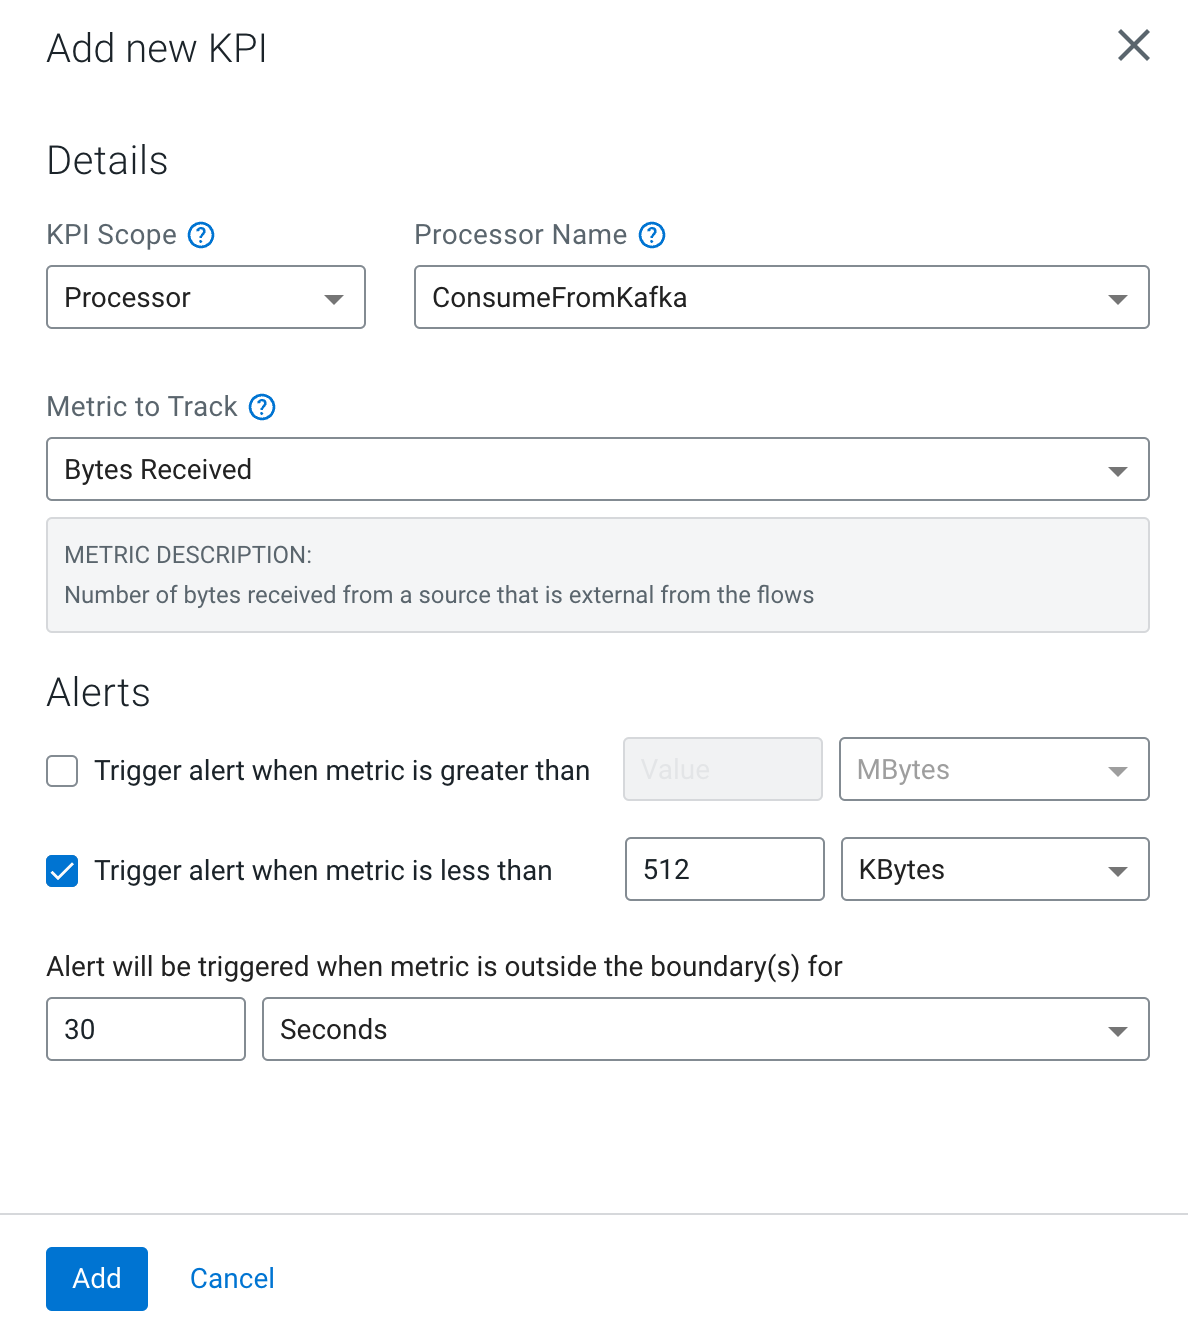 Add new KPI
Details
KPI Scope
Processor Name
Processor
ConsumeFromKafka
Metric to Track
Bytes Received
METRIC DESCRIPTION:
Number of bytes received from a source that is external from the flows
Alerts
Trigger alert when metric is greater than
Value
MBytes
Trigger alert when metric is less than
512
KBytes
Alert will be triggered when metric is outside the boundary(s) for
30
Seconds
Add
Cancel